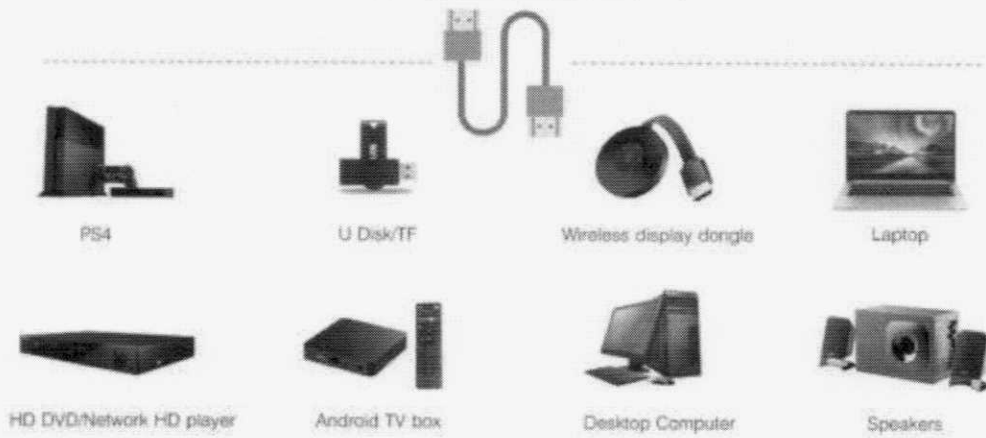 PS4
U Disk/TF
Wireless display dongle
Laptop
HD DVD/Network HD player
Android TV box
Desktop Computer
Speakers